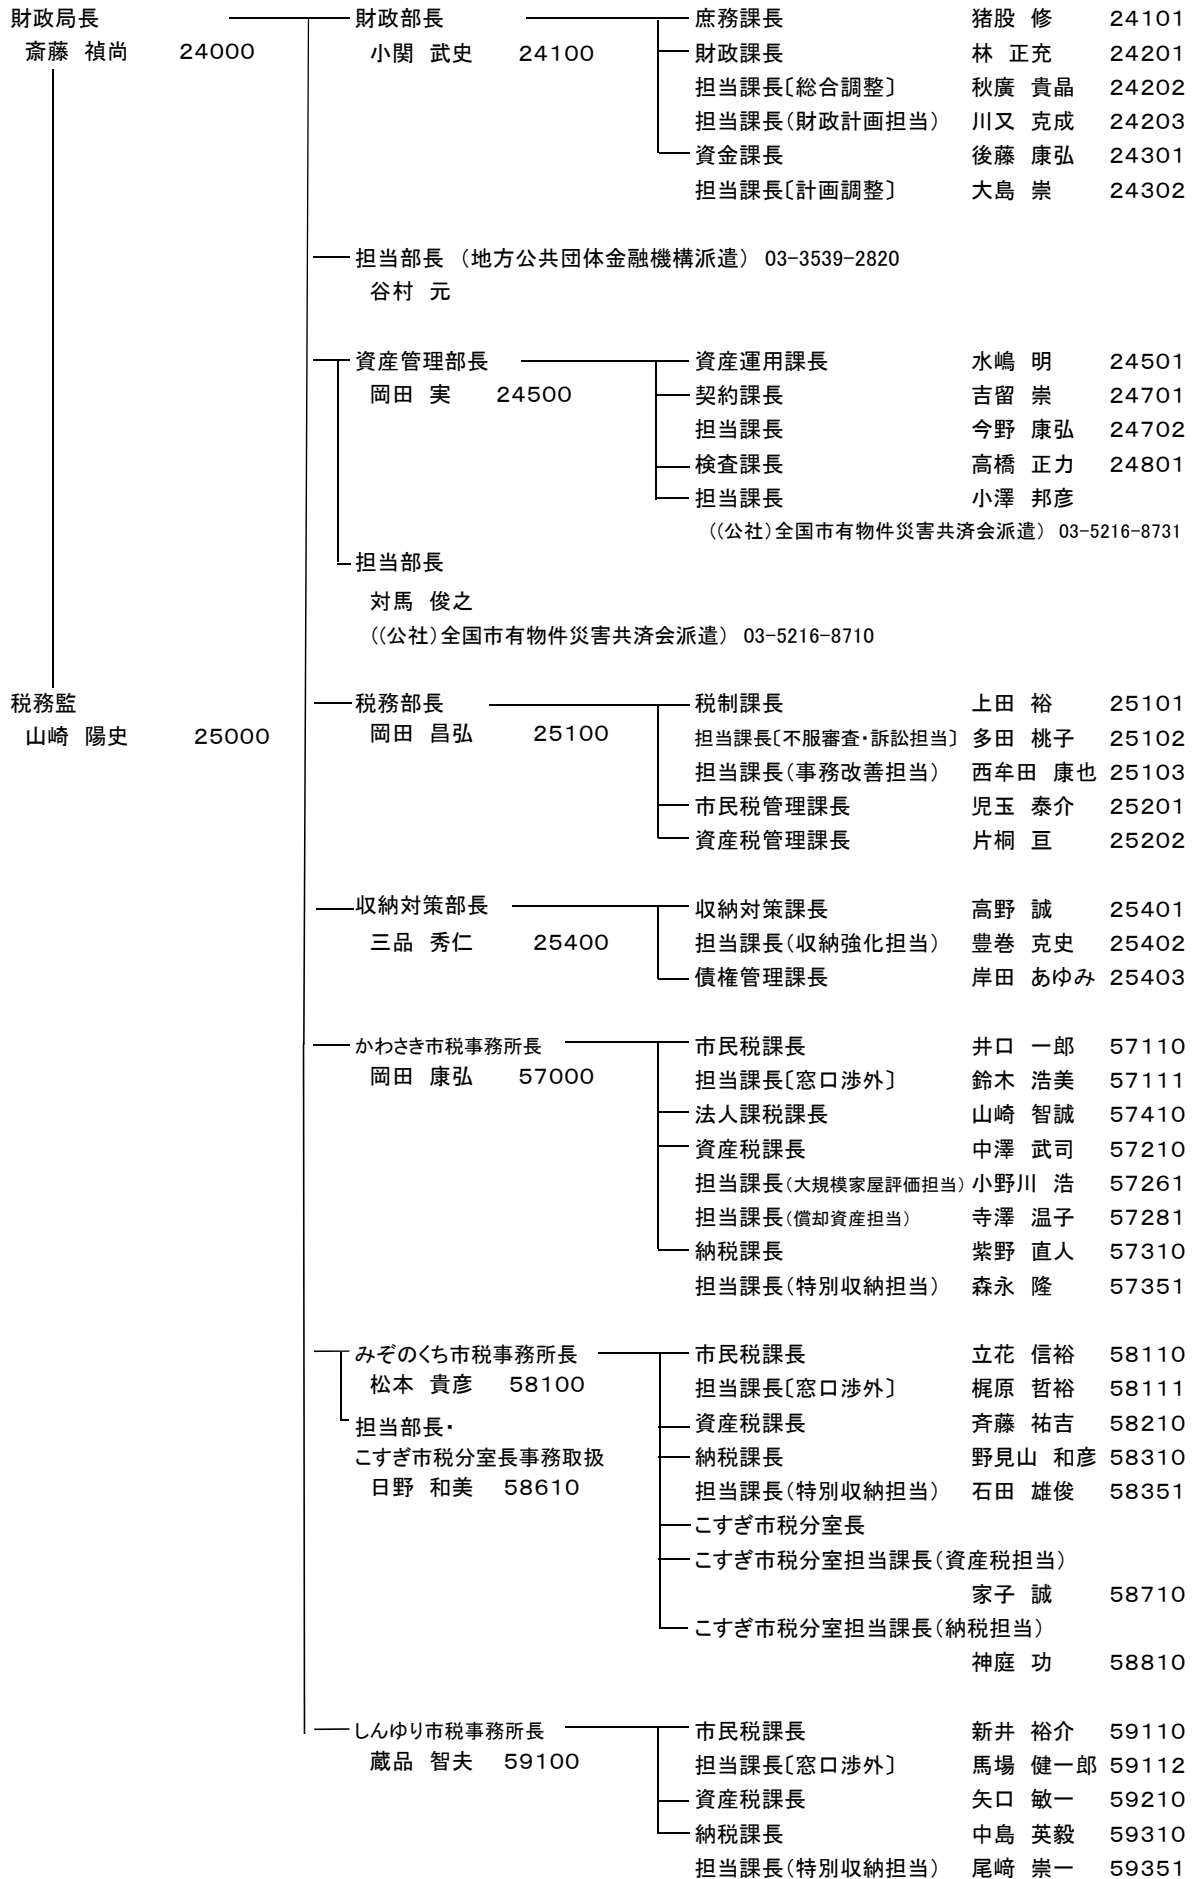 財政局長 財政部長 庶務課長 猪股 修 24101
斎藤 禎尚 24000 小関 武史 24100 財政課長 林 正充 24201
担当課長〔総合調整〕 秋廣 貴晶 24202
担当課長(財政計画担当) 川又 克成 24203
資金課長 後藤 康弘 24301
担当課長〔計画調整〕 大島 崇 24302
担当部長 (地方公共団体金融機構派遣) 03-3539-2820
谷村 元
資産管理部長 資産運用課長 水嶋 明 24501
岡田 実 24500 契約課長 吉留 崇 24701
担当課長 今野 康弘 24702
検査課長 高橋 正力 24801
担当課長 小澤 邦彦
((公社)全国市有物件災害共済会派遣) 03-5216-8731
担当部長
対馬 俊之
((公社)全国市有物件災害共済会派遣) 03-5216-8710
税務監 税務部長 税制課長 上田 裕 25101
山崎 陽史 25000 岡田 昌弘 25100 担当課長〔不服審査・訴訟担当〕 多田 桃子 25102
担当課長(事務改善担当) 西牟田 康也 25103
市民税管理課長 児玉 泰介 25201
資産税管理課長 片桐 亘 25202
収納対策部長 収納対策課長 高野 誠 25401
三品 秀仁 25400 担当課長(収納強化担当) 豊巻 克史 25402
債権管理課長 岸田 あゆみ 25403
かわさき市税事務所長 市民税課長 井口 一郎 57110
岡田 康弘 57000 担当課長〔窓口渉外〕 鈴木 浩美 57111
法人課税課長 山崎 智誠 57410
資産税課長 中澤 武司 57210
担当課長(大規模家屋評価担当) 小野川 浩 57261
担当課長(償却資産担当) 寺澤 温子 57281
納税課長 紫野 直人 57310
担当課長(特別収納担当) 森永 隆 57351
みぞのくち市税事務所長 市民税課長 立花 信裕 58110
松本 貴彦 58100 担当課長〔窓口渉外〕 梶原 哲裕 58111
担当部長・ 資産税課長 斉藤 祐吉 58210
こすぎ市税分室長事務取扱 納税課長 野見山 和彦 58310
日野 和美 58610 担当課長(特別収納担当) 石田 雄俊 58351
こすぎ市税分室長
こすぎ市税分室担当課長(資産税担当)
家子 誠 58710
こすぎ市税分室担当課長(納税担当)
神庭 功 58810
しんゆり市税事務所長 市民税課長 新井 裕介 59110
蔵品 智夫 59100 担当課長〔窓口渉外〕 馬場 健一郎 59112
資産税課長 矢口 敏一 59210
納税課長 中島 英毅 59310
担当課長(特別収納担当) 尾﨑 崇一 59351